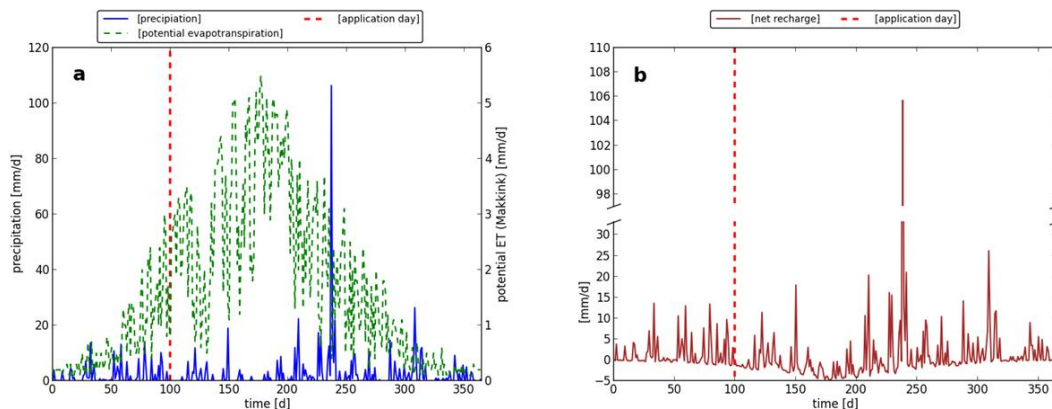 [precipiation]
[application day]
[potential evapotranspiration]
a
120
100
80
60
40
20
0
precipitation [mm/d]
6
5
4
3
2
1
0
potential ET (Makkink) [mm/d]
0 50 100 150 200 250 300 350
time [d]
[net recharge]
[application day]
b
110
108
106
104
102
100
98
96
30
25
20
15
10
5
0
−5
[mm/d]
0 50 100 150 200 250 300 350
time [d]